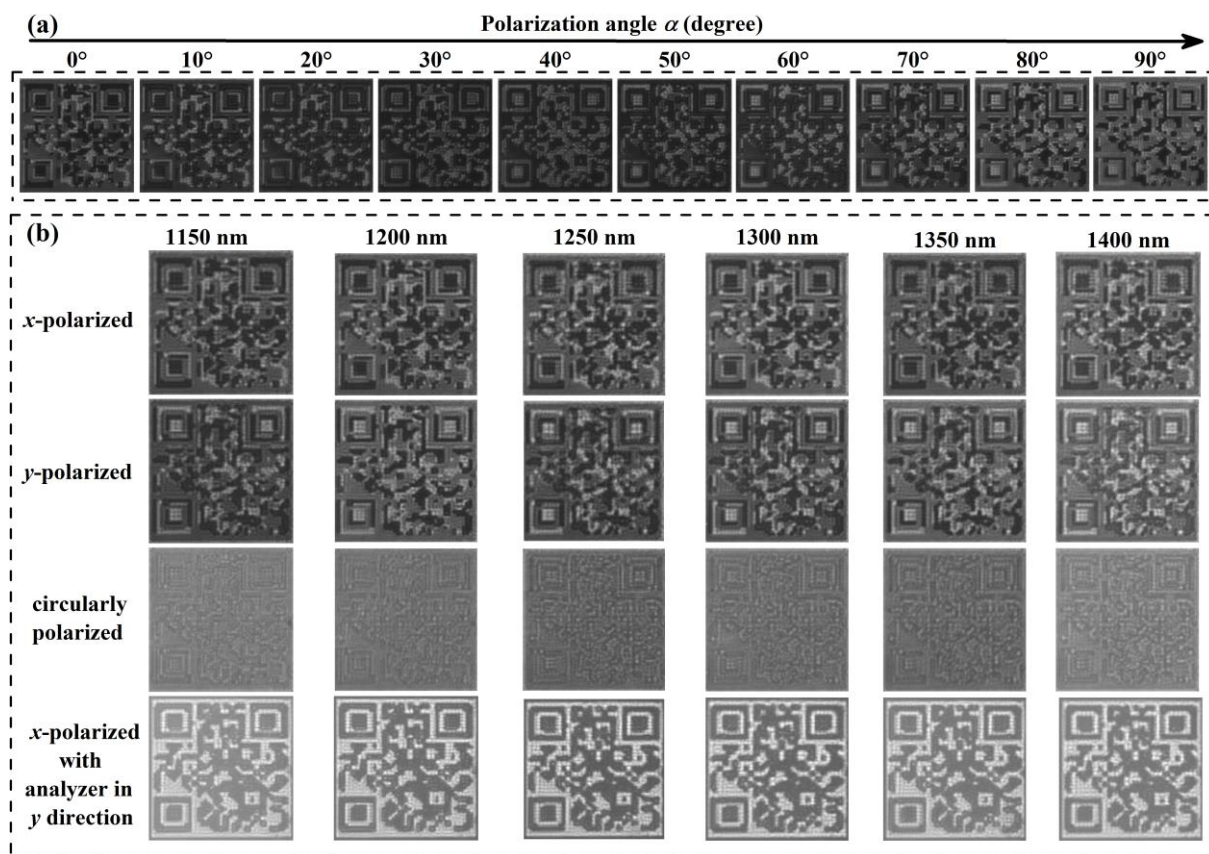 (a)
Polarization angle α (degree)
0° 10° 20° 30° 40° 50° 60° 70° 80° 90°
(b)
1150 nm 1200 nm 1250 nm 1300 nm 1350 nm 1400 nm
x-polarized
y-polarized
circularly
polarized
x-polarized
with
analyzer in
y direction